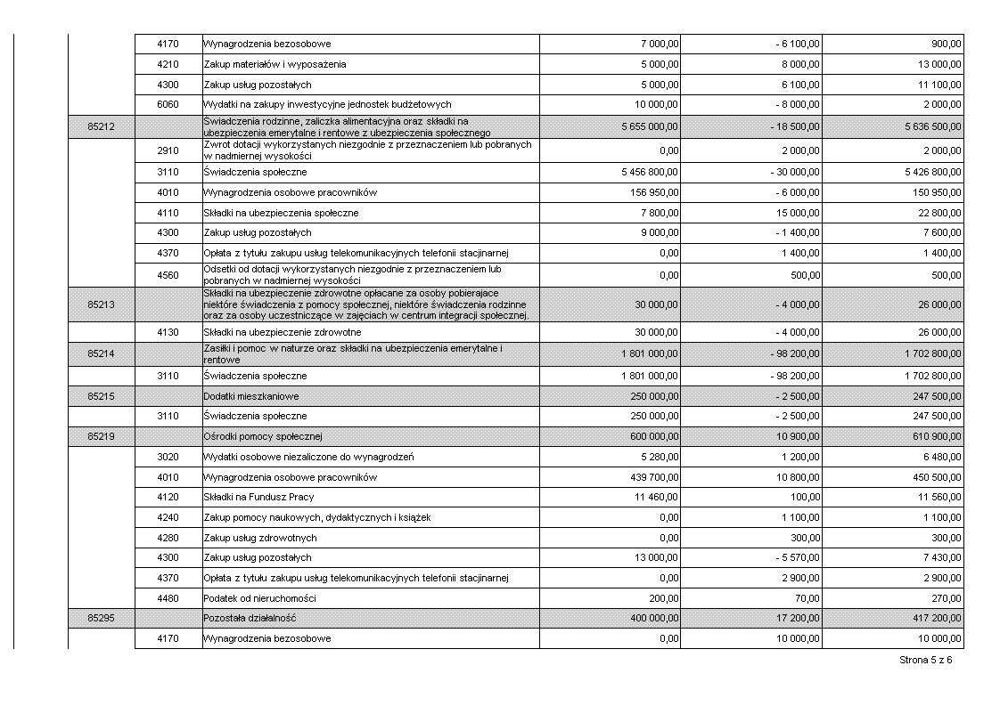 4170 Wynagrodzenia bezosobowe 7 000,00 - 6 100,00 900,00
4210 Zakup materiałów i wyposażenia 5 000,00 8 000,00 13 000,00
4300 Zakup usług pozostałych 5 000,00 6 100,00 11 100,00
6060 Wydatki na zakupy inwestycyjne jednostek budżetowych 10 000,00 - 8 000,00 2 000,00
85212 Świadczenia rodzinne, zaliczka alimentacyjna oraz składki na
ubezpieczenia emerytalne i rentowe z ubezpieczenia społecznego 5 655 000,00 - 18 500,00 5 636 500,00
2910 Zwrot dotacji wykorzystanych niezgodnie z przeznaczeniem lub pobranych
w nadmiernej wysokości 0,00 2 000,00 2 000,00
3110 Świadczenia społeczne 5 456 800,00 - 30 000,00 5 426 800,00
4010 Wynagrodzenia osobowe pracowników 156 950,00 - 6 000,00 150 950,00
4110 Składki na ubezpieczenia społeczne 7 800,00 15 000,00 22 800,00
4300 Zakup usług pozostałych 9 000,00 - 1 400,00 7 600,00
4370 Opłata z tytułu zakupu usług telekomunikacyjnych telefonii stacjinarnej 0,00 1 400,00 1 400,00
4560 Odsetki od dotacji wykorzystanych niezgodnie z przeznaczeniem lub
pobranych w nadmiernej wysokości 0,00 500,00 500,00
85213 Składki na ubezpieczenie zdrowotne opłacane za osoby pobierajace
niektóre świadczenia z pomocy społecznej, niektóre świadczenia rodzinne
oraz za osoby uczestniczące w zajęciach w centrum integracji społecznej. 30 000,00 - 4 000,00 26 000,00
4130 Składki na ubezpieczenie zdrowotne 30 000,00 - 4 000,00 26 000,00
85214 Zasiłki i pomoc w naturze oraz składki na ubezpieczenia emerytalne i
rentowe 1 801 000,00 - 98 200,00 1 702 800,00
3110 Świadczenia społeczne 1 801 000,00 - 98 200,00 1 702 800,00
85215 Dodatki mieszkaniowe 250 000,00 - 2 500,00 247 500,00
3110 Świadczenia społeczne 250 000,00 - 2 500,00 247 500,00
85219 Ośrodki pomocy społecznej 600 000,00 10 900,00 610 900,00
3020 Wydatki osobowe niezaliczone do wynagrodzeń 5 280,00 1 200,00 6 480,00
4010 Wynagrodzenia osobowe pracowników 439 700,00 10 800,00 450 500,00
4120 Składki na Fundusz Pracy 11 460,00 100,00 11 560,00
4240 Zakup pomocy naukowych, dydaktycznych i książek 0,00 1 100,00 1 100,00
4280 Zakup usług zdrowotnych 0,00 300,00 300,00
4300 Zakup usług pozostałych 13 000,00 - 5 570,00 7 430,00
4370 Opłata z tytułu zakupu usług telekomunikacyjnych telefonii stacjinarnej 0,00 2 900,00 2 900,00
4480 Podatek od nieruchomości 200,00 70,00 270,00
85295 Pozostała działalność 400 000,00 17 200,00 417 200,00
4170 Wynagrodzenia bezosobowe 0,00 10 000,00 10 000,00
Strona 5 z 6